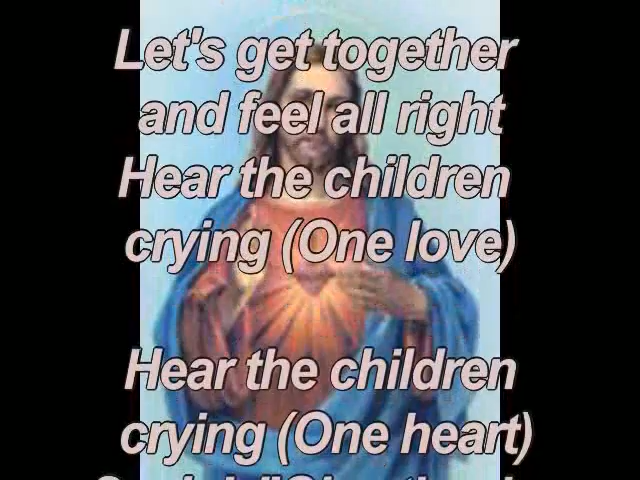 Let's get together
and feel all right
Hear the children
crying (One love)
Hear the children
crying (One heart)